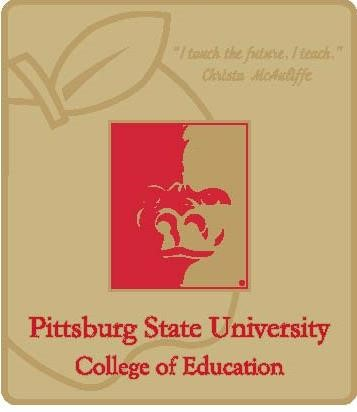 "I touch the future. I teach."
Christa McAuliffe
Pittsburg State University
College of Education